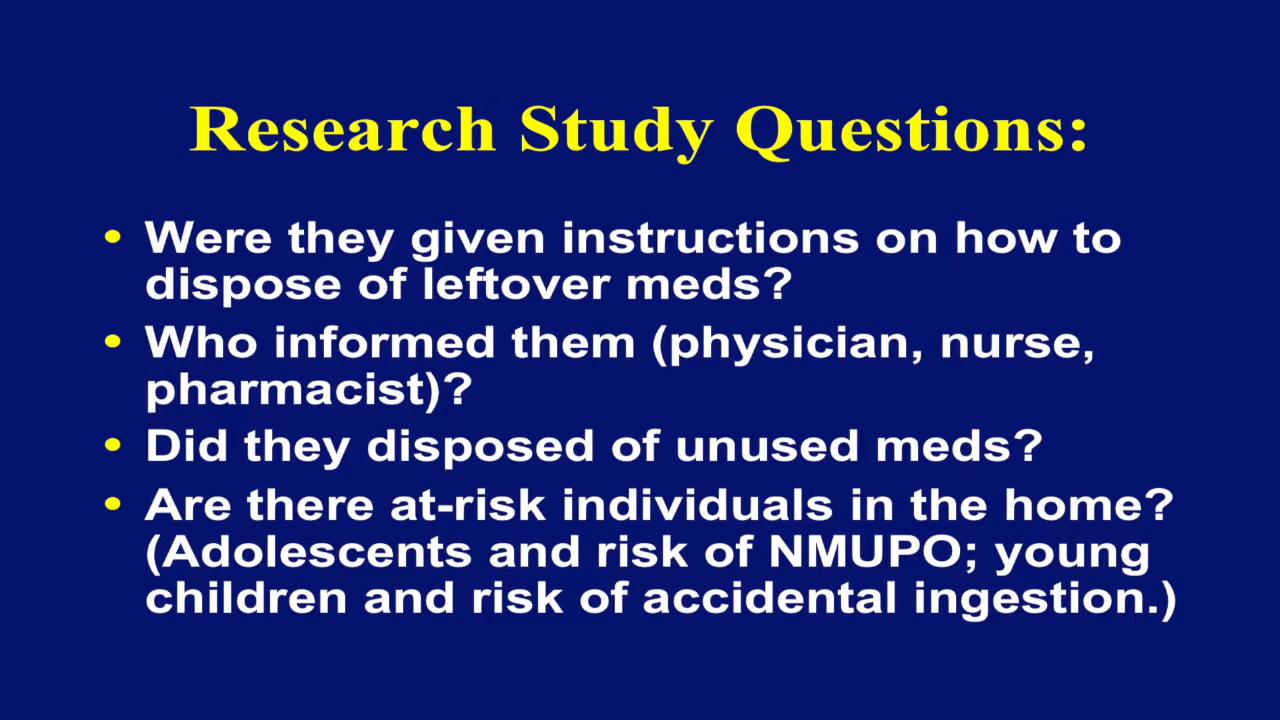 Research Study Questions:
• Were they given instructions on how to
dispose of leftover meds?
• Who informed them (physician, nurse,
pharmacist)?
• Did they disposed of unused meds?
• Are there at-risk individuals in the home?
(Adolescents and risk of NMUPO; young
children and risk of accidental ingestion.)